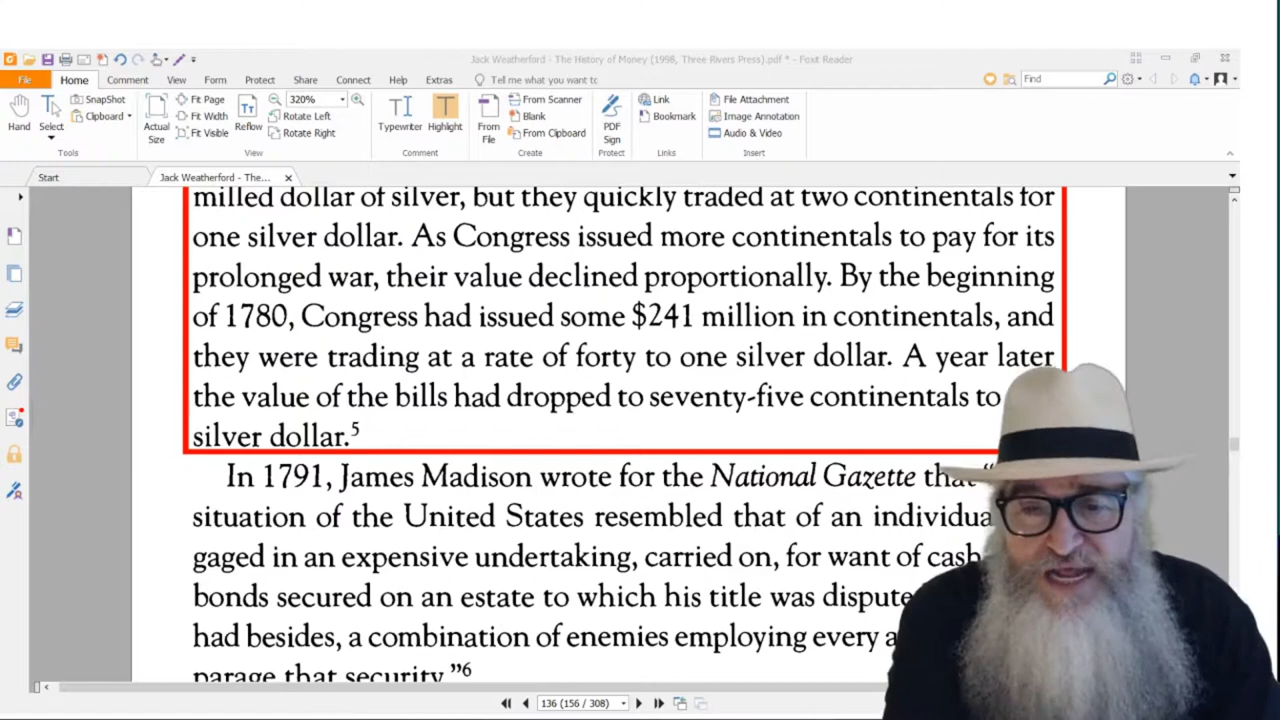 Jack Weatherford - The History of Money (1998, Three Rivers Press).pdf * - Foxit Reader
File Home Comment View Form Protect Share Connect Help Extras Tell me what you want tc Find
Hand
Select
SnapShot
Clipboard
Tools
Actual Size
Fit Page
Fit Width
Fit Visible
Reflow
320%
Rotate Left
Rotate Right
View
Typewriter
Highlight
Comment
From File
From Scanner
Blank
From Clipboard
Create
PDF Sign
Protect
Link
Bookmark
Links
File Attachment
Image Annotation
Audio & Video
Insert
Start
Jack Weatherford - The...
milled dollar of silver, but they quickly traded at two continentals for
one silver dollar. As Congress issued more continentals to pay for its
prolonged war, their value declined proportionally. By the beginning
of 1780, Congress had issued some $241 million in continentals, and
they were trading at a rate of forty to one silver dollar. A year later
the value of the bills had dropped to seventy-five continentals to
silver dollar.5
In 1791, James Madison wrote for the National Gazette that "
situation of the United States resembled that of an individua
gaged in an expensive undertaking, carried on, for want of cash
bonds secured on an estate to which his title was dispute
had besides, a combination of enemies employing every a
parage that security."6
136 (156 / 308)